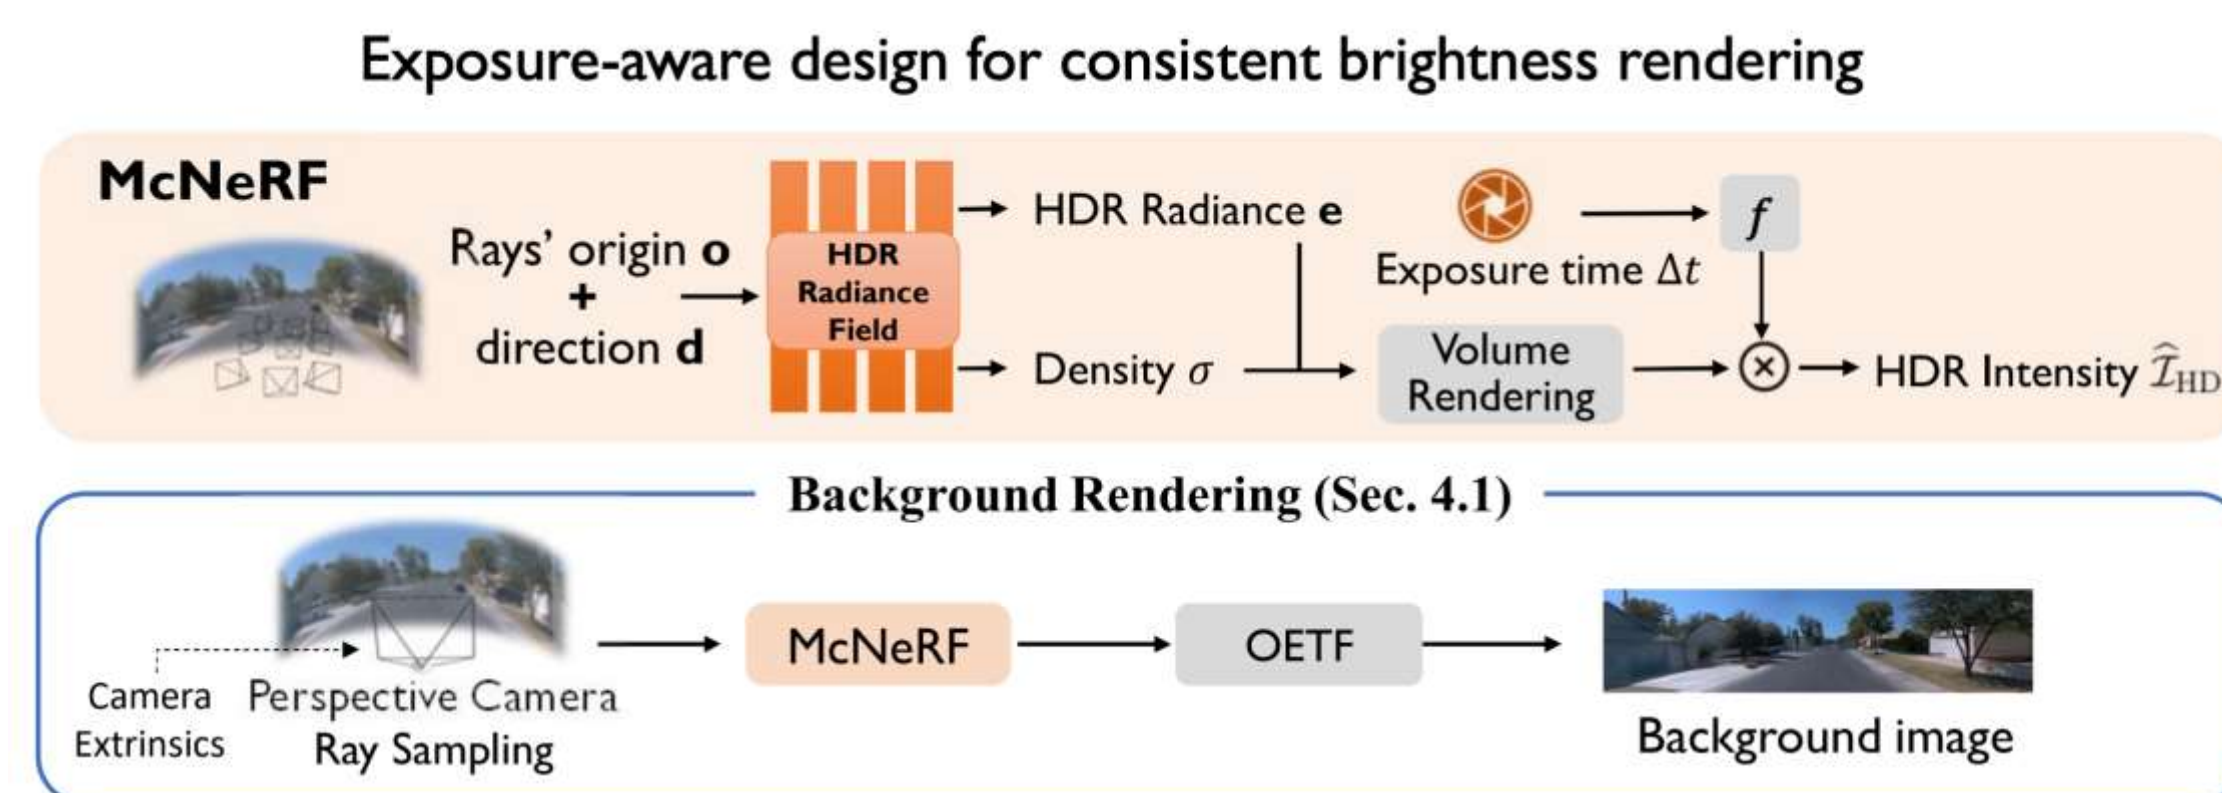 Exposure-aware design for consistent brightness rendering
McNeRF
Rays' origin o
+
direction d
HDR
Radiance
Field
HDR Radiance e
Density σ
Exposure time Δt
f
Volume
Rendering
HDR Intensity Î_HD
Background Rendering (Sec. 4.1)
Camera
Extrinsics
Perspective Camera
Ray Sampling
McNeRF
OETF
Background image